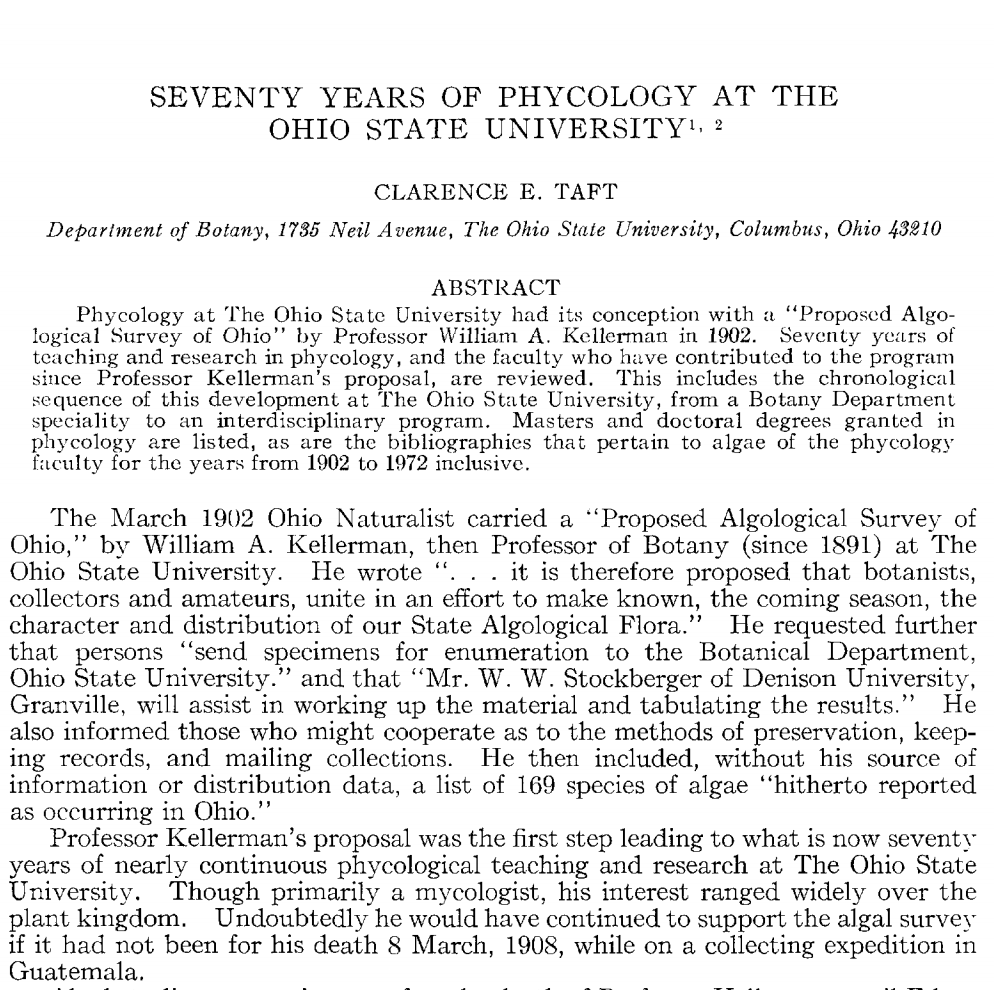 SEVENTY YEARS OF PHYCOLOGY AT THE
OHIO STATE UNIVERSITY1, 2
CLARENCE E. TAFT
Department of Botany, 1735 Neil Avenue, The Ohio State University, Columbus, Ohio 43210
ABSTRACT
Phycology at The Ohio State University had its conception with a “Proposed Algo-
logical Survey of Ohio” by Professor William A. Kellerman in 1902. Seventy years of
teaching and research in phycology, and the faculty who have contributed to the program
since Professor Kellerman’s proposal, are reviewed. This includes the chronological
sequence of this development at The Ohio State University, from a Botany Department
speciality to an interdisciplinary program. Masters and doctoral degrees granted in
phycology are listed, as are the bibliographies that pertain to algae of the phycology
faculty for the years from 1902 to 1972 inclusive.
The March 1902 Ohio Naturalist carried a “Proposed Algological Survey of
Ohio,” by William A. Kellerman, then Professor of Botany (since 1891) at The
Ohio State University. He wrote “. . . it is therefore proposed that botanists,
collectors and amateurs, unite in an effort to make known, the coming season, the
character and distribution of our State Algological Flora.” He requested further
that persons “send specimens for enumeration to the Botanical Department,
Ohio State University.” and that “Mr. W. W. Stockberger of Denison University,
Granville, will assist in working up the material and tabulating the results.” He
also informed those who might cooperate as to the methods of preservation, keep-
ing records, and mailing collections. He then included, without his source of
information or distribution data, a list of 169 species of algae “hitherto reported
as occurring in Ohio.”
Professor Kellerman’s proposal was the first step leading to what is now seventy
years of nearly continuous phycological teaching and research at The Ohio State
University. Though primarily a mycologist, his interest ranged widely over the
plant kingdom. Undoubtedly he would have continued to support the algal survey
if it had not been for his death 8 March, 1908, while on a collecting expedition in
Guatemala.